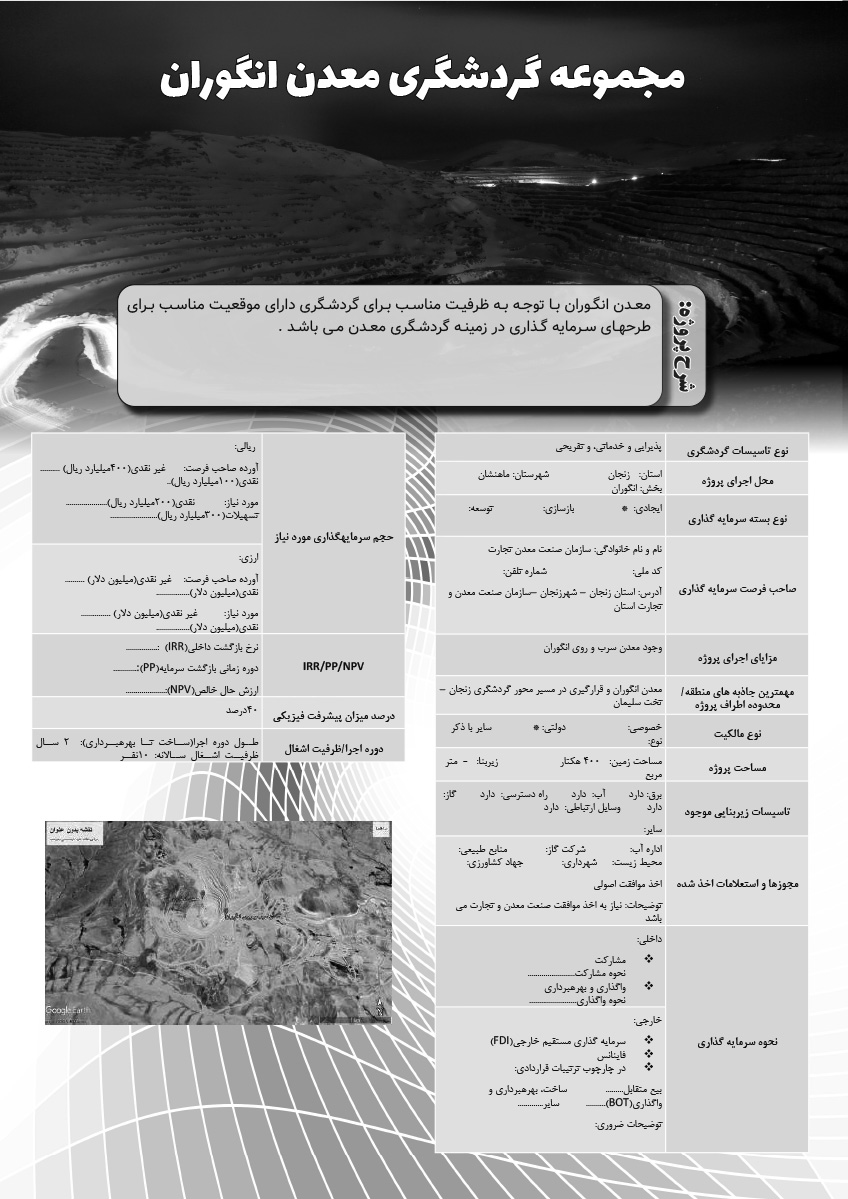 مجموعه گردشگری معدن انگوران
شرح پروژه:
معدن انگوران با توجه به ظرفیت مناسب برای گردشگری دارای موقعیت مناسب برای
طرحهای سرمایه گذاری در زمینه گردشگری معدن می باشد .
نوع تاسیسات گردشگری
پذیرایی و خدماتی، و تفریحی
محل اجرای پروژه
استان: زنجان شهرستان: ماهنشان
بخش: انگوران
نوع بسته سرمایه گذاری
ایجادی: * بازسازی: توسعه:
صاحب فرصت سرمایه گذاری
نام و نام خانوادگی: سازمان صنعت معدن تجارت
کد ملی: شماره تلفن:
آدرس: استان زنجان – شهرزنجان –سازمان صنعت معدن و
تجارت استان
مزایای اجرای پروژه
وجود معدن سرب و روی انگوران
مهمترین جاذبه های منطقه/
محدوده اطراف پروژه
معدن انگوران و قرارگیری در مسیر محور گردشگری زنجان –
تخت سلیمان
نوع مالکیت
خصوصی: دولتی: * سایر با ذکر
نوع:
مساحت پروژه
مساحت زمین: ۴۰۰ هکتار زیربنا: - متر
مربع
تاسیسات زیربنایی موجود
برق: دارد آب: دارد راه دسترسی: دارد گاز:
دارد وسایل ارتباطی: دارد
سایر:
مجوزها و استعلامات اخذ شده
اداره آب: شرکت گاز: منابع طبیعی:
محیط زیست: شهرداری: جهاد کشاورزی:
اخذ موافقت اصولی
توضیحات: نیاز به اخذ موافقت صنعت معدن و تجارت می
باشد
نحوه سرمایه گذاری
داخلی:
❖ مشارکت
نحوه مشارکت........................
❖ واگذاری و بهرهبرداری
نحوه واگذاری........................
خارجی:
❖ سرمایه گذاری مستقیم خارجی(FDI)
❖ فاینانس
❖ در چارچوب ترتیبات قراردادی:
بیع متقابل......... ساخت، بهرهبرداری و
واگذاری(BOT).......... سایر.............
توضیحات ضروری:
حجم سرمایهگذاری مورد نیاز
ریالی:
آورده صاحب فرصت: غیر نقدی(۴۰۰میلیارد ریال) ..........
نقدی(۱۰۰میلیارد ریال)..
مورد نیاز: نقدی(۲۰۰میلیارد ریال).....................
تسهیلات(۳۰۰میلیارد ریال)........................
ارزی:
آورده صاحب فرصت: غیر نقدی(میلیون دلار) ..........
نقدی(میلیون دلار).................
مورد نیاز: غیر نقدی(میلیون دلار) ...............
نقدی(میلیون دلار).................
IRR/PP/NPV
نرخ بازگشت داخلی(IRR) :................
دوره زمانی بازگشت سرمایه(PP):............
ارزش حال خالص(NPV):....................
درصد میزان پیشرفت فیزیکی
۴۰درصد
دوره اجرا/ظرفیت اشغال
طـــول دوره اجرا(ســاخت تــا بهرهبـــرداری): ۲ ســـال
ظرفیـــت اشـــغال ســـالانه: ۱۰نفـــر
نقشه بدون عنوان
راهنما
Google Earth